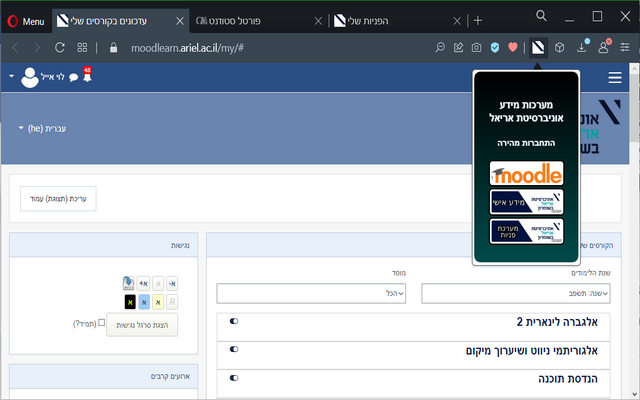 Menu
עדכונים בקורסים שלי
פורטל סטודנט
הפניות שלי
moodlearn.ariel.ac.il/my/#
48
לוי אייל
עברית (he)
מערכות מידע
אוניברסיטת אריאל
התחברות מהירה
moodle
מידע אישי
אוניברסיטת
אריאל
בשומרון
מערכת
פניות
אוניברסיטת
אריאל
בשומרון
עריכת (תצוגת) עמוד
נגישות
א-
א
א+
R
א
א
א
הצגת סרגל נגישות
(תמיד?)
ארועים קרבים
הקורסים
שנת הלימודים
מוסד
שנה: תשפב
הכל
אלגברה לינארית 2
אלגוריתמי ניווט ושיערוך מיקום
הנדסת תוכנה